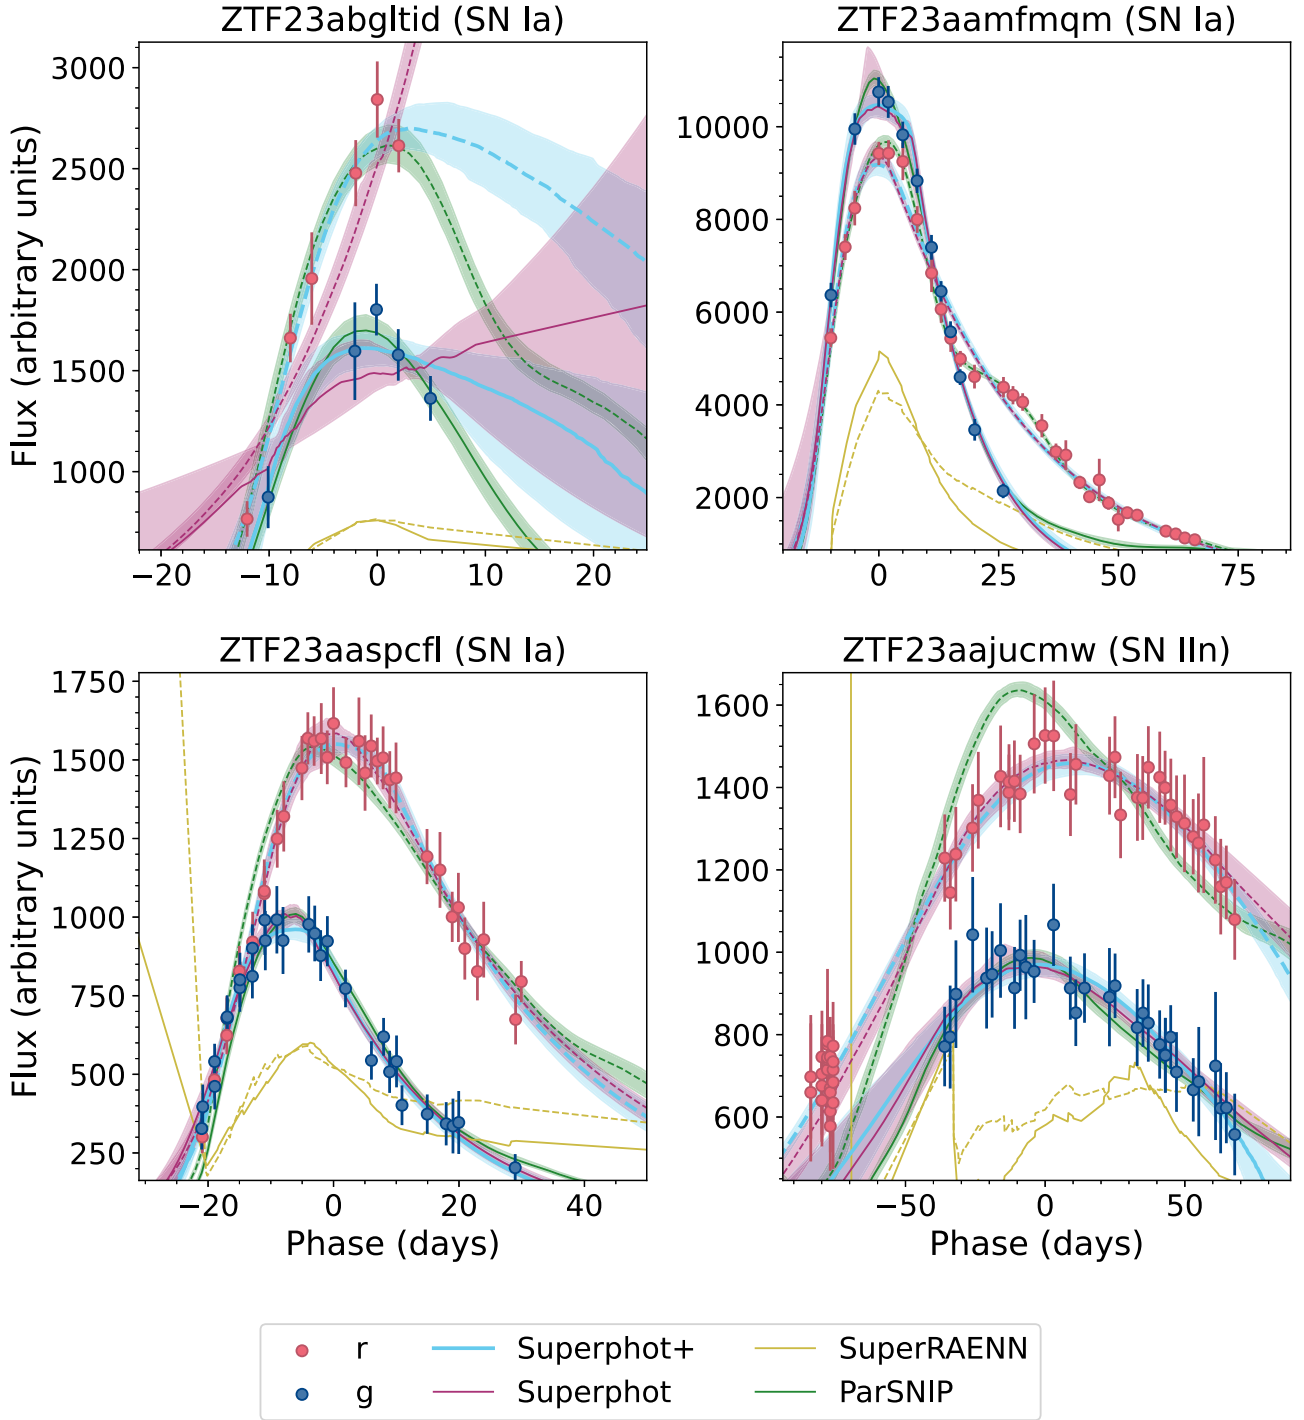 ZTF23abgltid (SN Ia)
ZTF23aamfmqm (SN Ia)
Flux (arbitrary units)
3000
2500
2000
1500
1000
−20 −10 0 10 20
10000
8000
6000
4000
2000
0 25 50 75
ZTF23aaspcfl (SN Ia)
ZTF23aajucmw (SN IIn)
Flux (arbitrary units)
1750
1500
1250
1000
750
500
250
−20 0 20 40
Phase (days)
1600
1400
1200
1000
800
600
−50 0 50
Phase (days)
r Superphot+ SuperRAENN
g Superphot ParSNIP